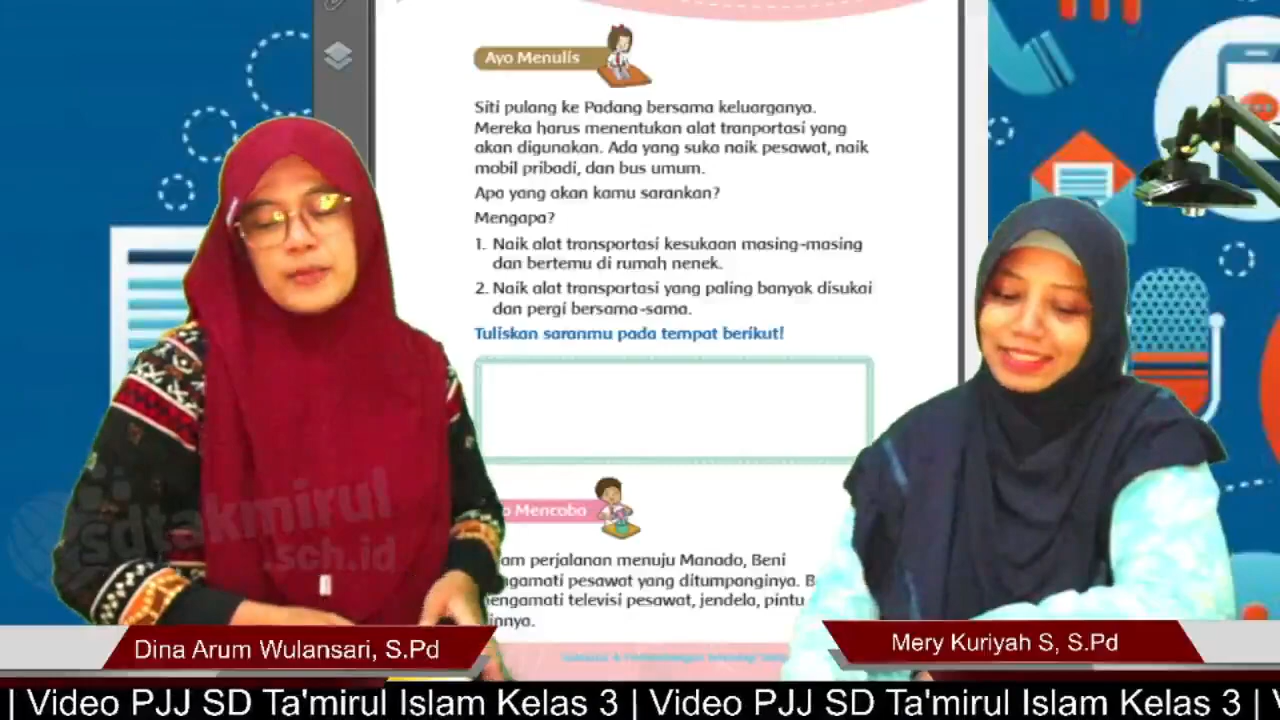 Ayo Menulis
Siti pulang ke Padang bersama keluarganya.
Mereka harus menentukan alat tranportasi yang
akan digunakan. Ada yang suka naik pesawat, naik
mobil pribadi, dan bus umum.
Apa yang akan kamu sarankan?
Mengapa?
1. Naik alat transportasi kesukaan masing-masing
dan bertemu di rumah nenek.
2. Naik alat transportasi yang paling banyak disukai
dan pergi bersama-sama.
Tuliskan saranmu pada tempat berikut!
sdtakmirul
.sch.id
Mencoba
perjalanan menuju Manado, Beni
pesawat yang ditumpanginya.
mengamati televisi pesawat, jendela, pintu
Dina Arum Wulansari, S.Pd
Mery Kuriyah S, S.Pd
| Video PJJ SD Ta'mirul Islam Kelas 3 | Video PJJ SD Ta'mirul Islam Kelas 3 |